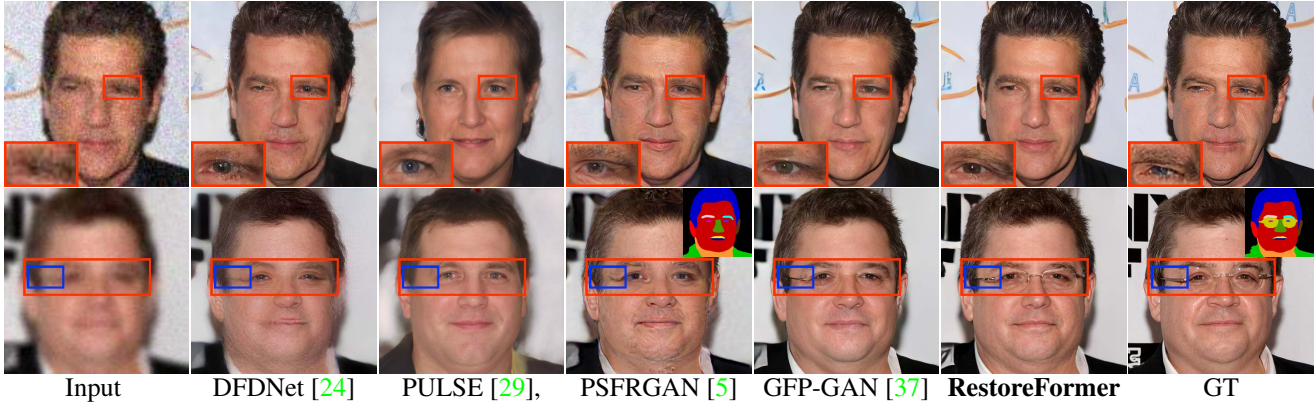 Input DFDNet [24] PULSE [29], PSFRGAN [5] GFP-GAN [37] RestoreFormer GT